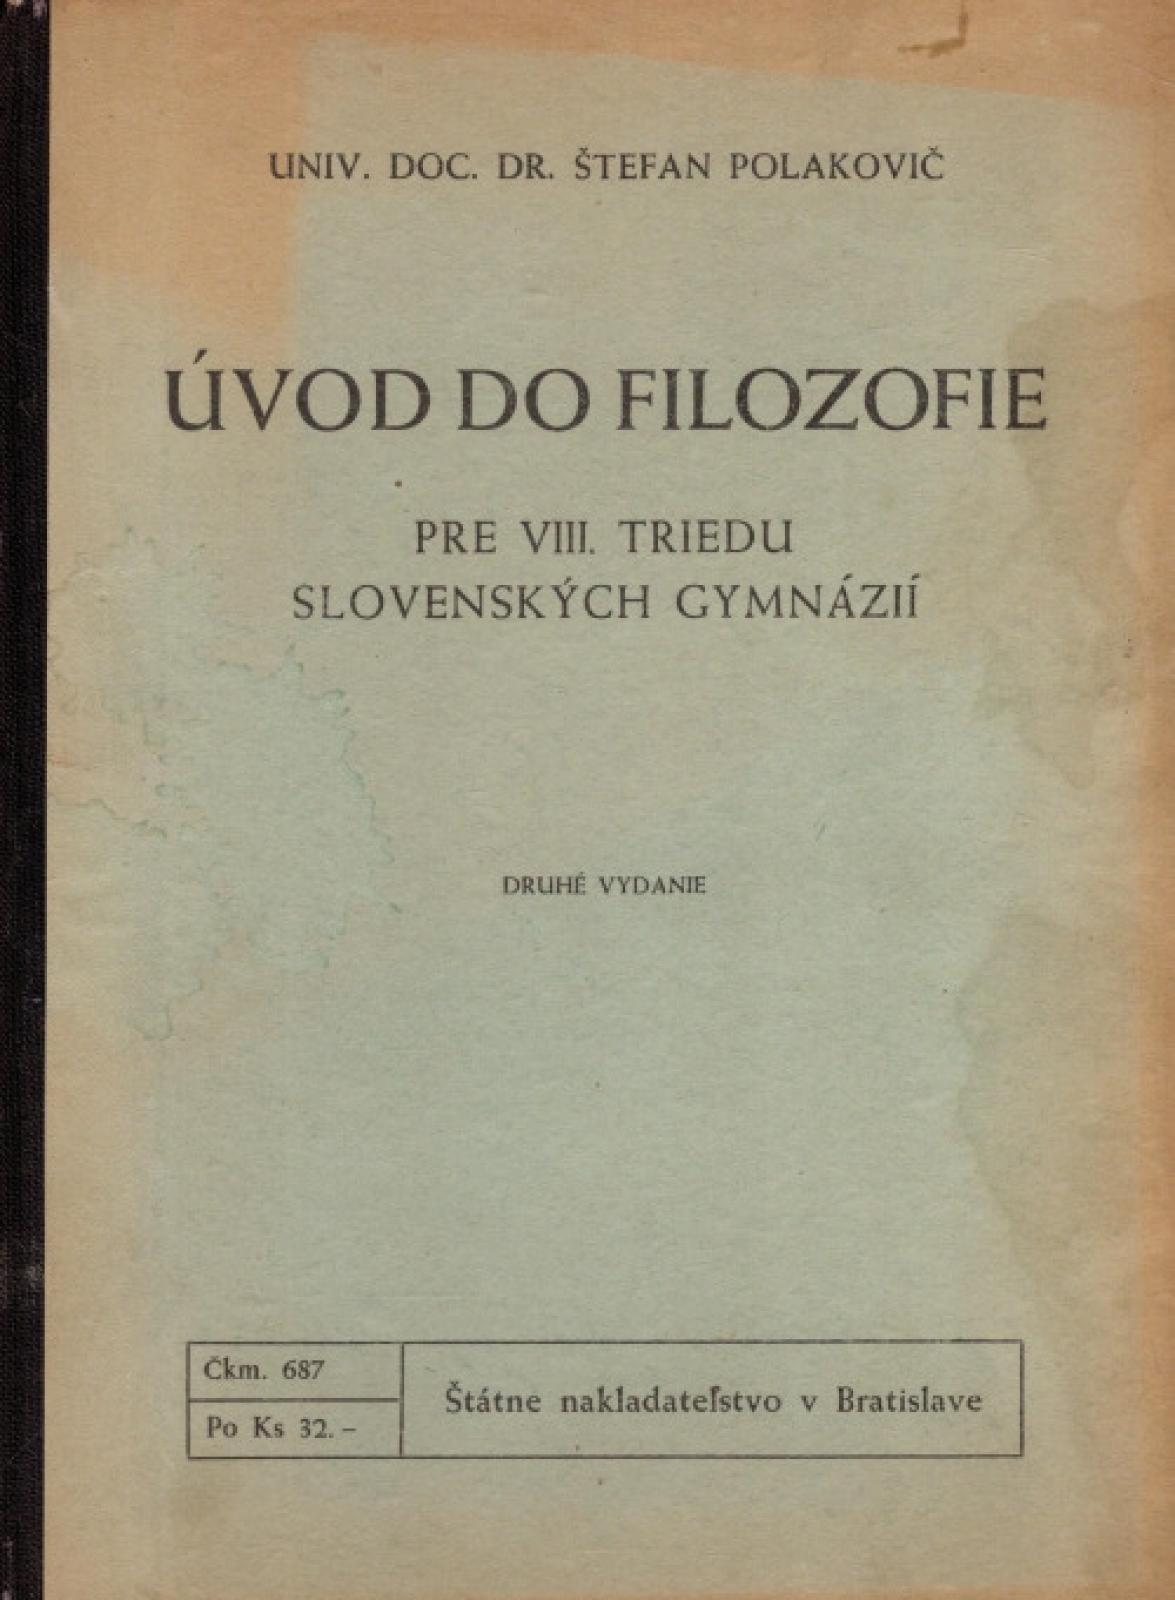 UNIV. DOC. DR. ŠTEFAN POLAKOVIČ
ÚVOD DO FILOZOFIE
PRE VIII. TRIEDU
SLOVENSKÝCH GYMNÁZIÍ
DRUHÉ VYDANIE
Čkm. 687
Po Ks 32.–
Štátne nakladateľstvo v Bratislave